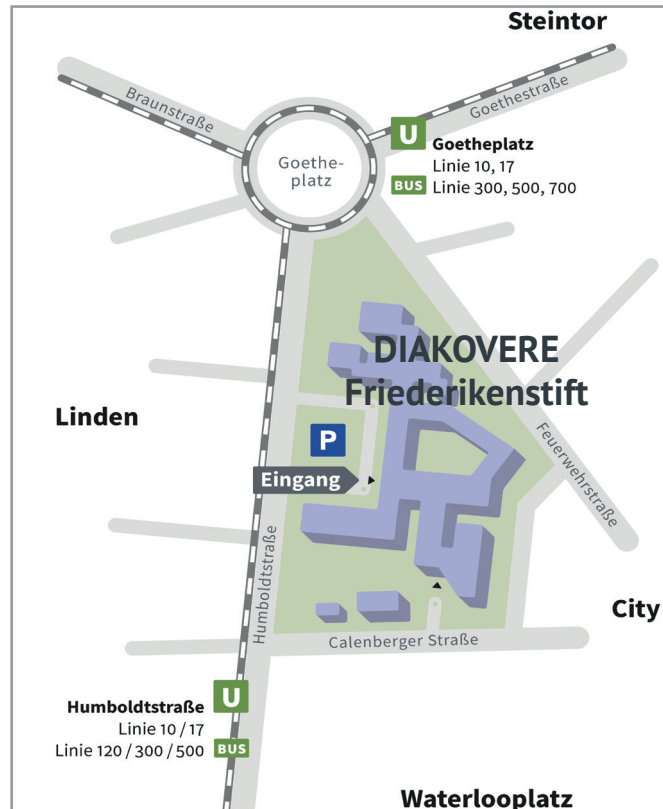 Steintor
Braunstraße
Goethestraße
U
Goetheplatz
Linie 10, 17
BUS Linie 300, 500, 700
Goethe-
platz
DIAKOVERE
Friederikenstift
Linden
P
Eingang
Feuerwehrstraße
Humboldtstraße
City
Calenberger Straße
U
Humboldtstraße
Linie 10 / 17
Linie 120 / 300 / 500 BUS
Waterlooplatz